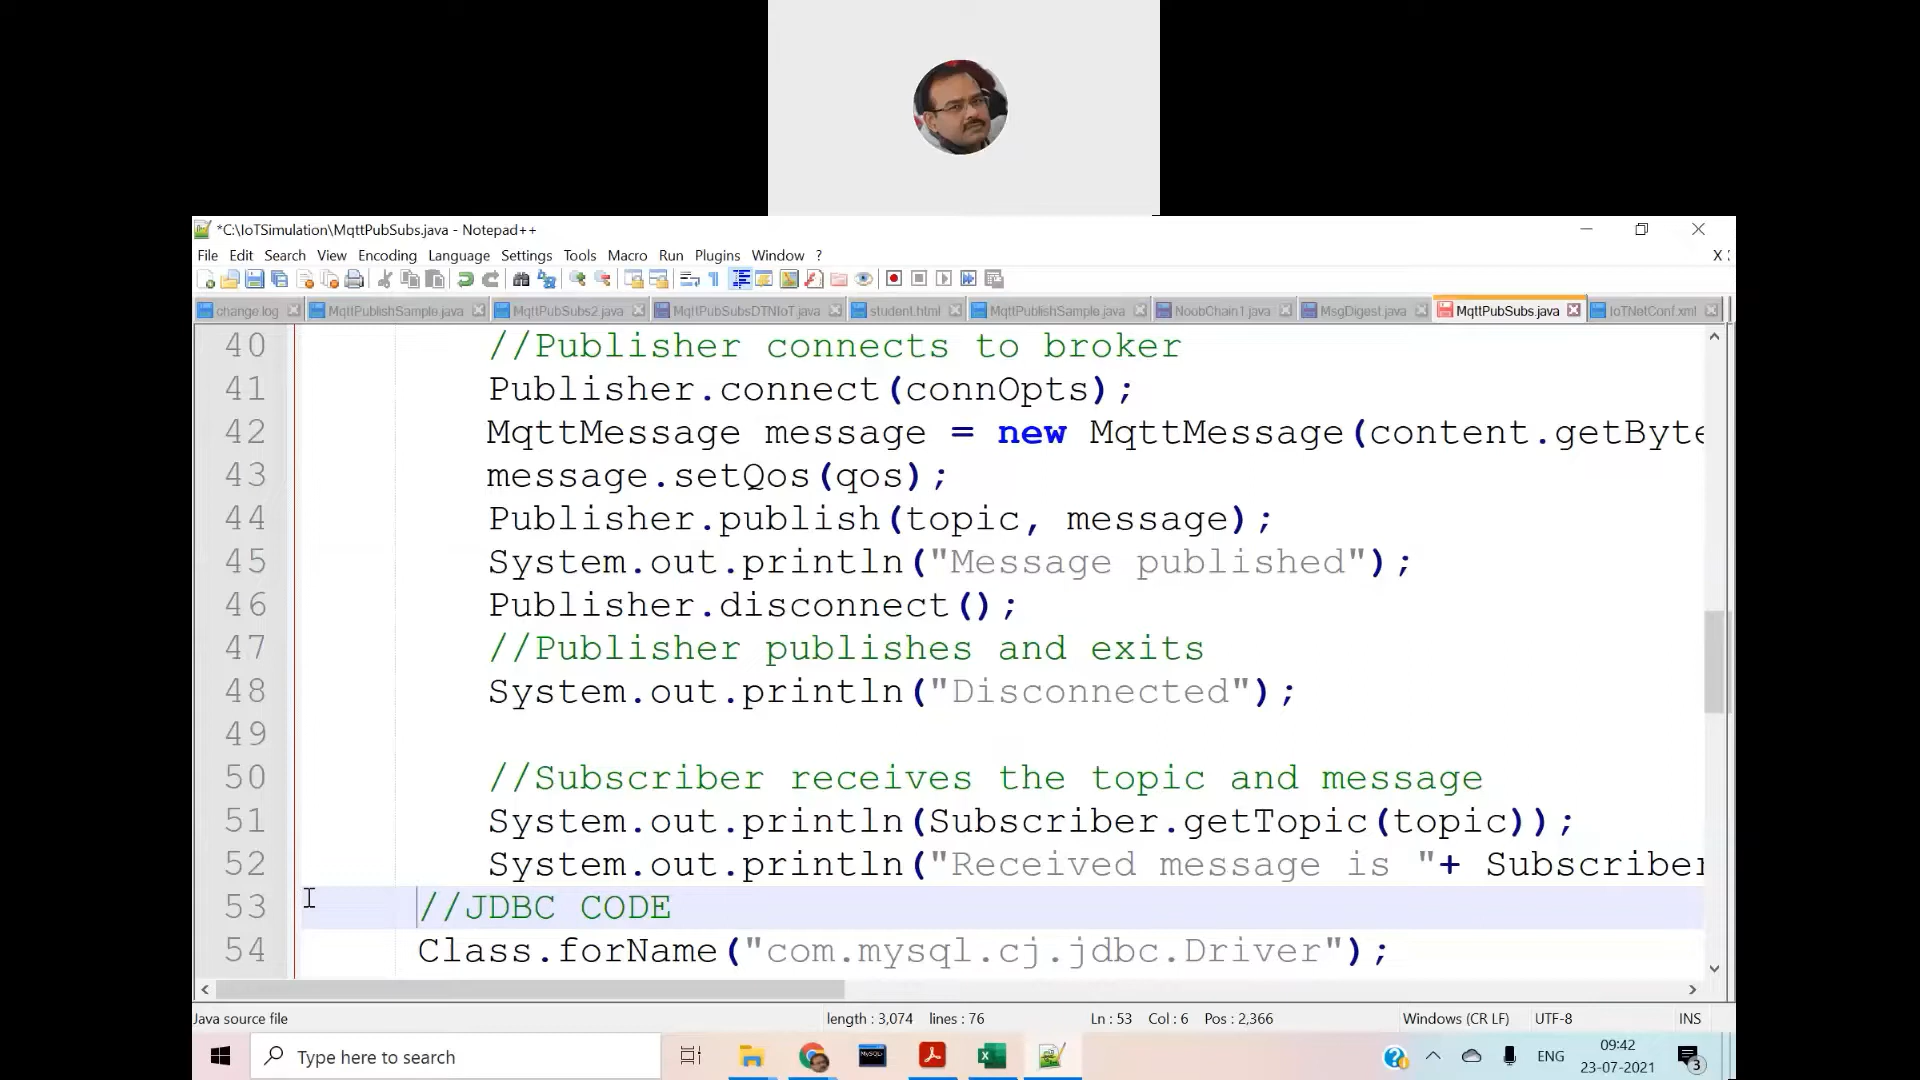 *C:\IoTSimulation\MqttPubSubs.java - Notepad++
File Edit Search View Encoding Language Settings Tools Macro Run Plugins Window ? X
change log MqttPublishSample.java MqttPubSubs2.java MqttPubSubsDTNIoT.java student.html MqttPublishSample.java NoobChain1.java MsgDigest.java MqttPubSubs.java IoTNetConf.xml
40 //Publisher connects to broker
41 Publisher.connect(connOpts);
42 MqttMessage message = new MqttMessage(content.getByte
43 message.setQos(qos);
44 Publisher.publish(topic, message);
45 System.out.println("Message published");
46 Publisher.disconnect();
47 //Publisher publishes and exits
48 System.out.println("Disconnected");
49
50 //Subscriber receives the topic and message
51 System.out.println(Subscriber.getTopic(topic));
52 System.out.println("Received message is "+ Subscriber
53 //JDBC CODE
54 Class.forName("com.mysql.cj.jdbc.Driver");
Java source file length : 3,074 lines : 76 Ln : 53 Col : 6 Pos : 2,366 Windows (CR LF) UTF-8 INS
Type here to search MySQL ENG 09:42
23-07-2021 3